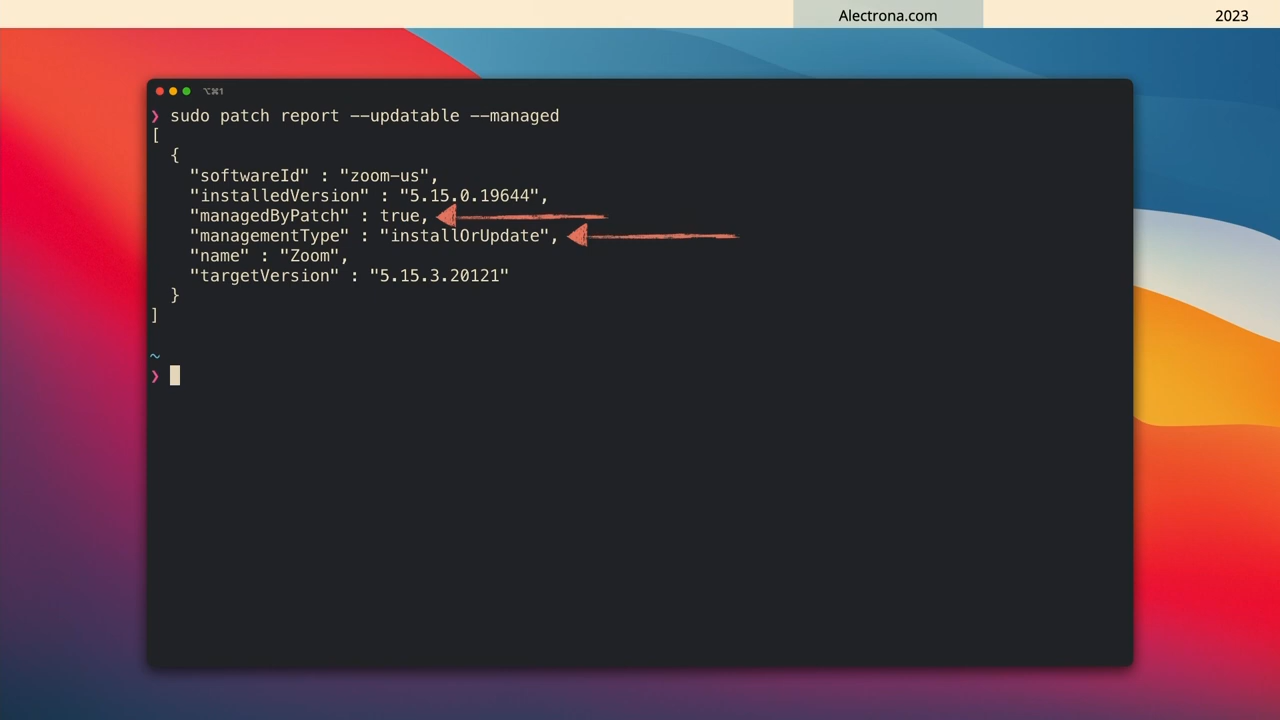 Alectrona.com
2023
⌥⌘1
❯ sudo patch report --updatable --managed
[
{
"softwareId" : "zoom-us",
"installedVersion" : "5.15.0.19644",
"managedByPatch" : true,
"managementType" : "installOrUpdate",
"name" : "Zoom",
"targetVersion" : "5.15.3.20121"
}
]
~
❯